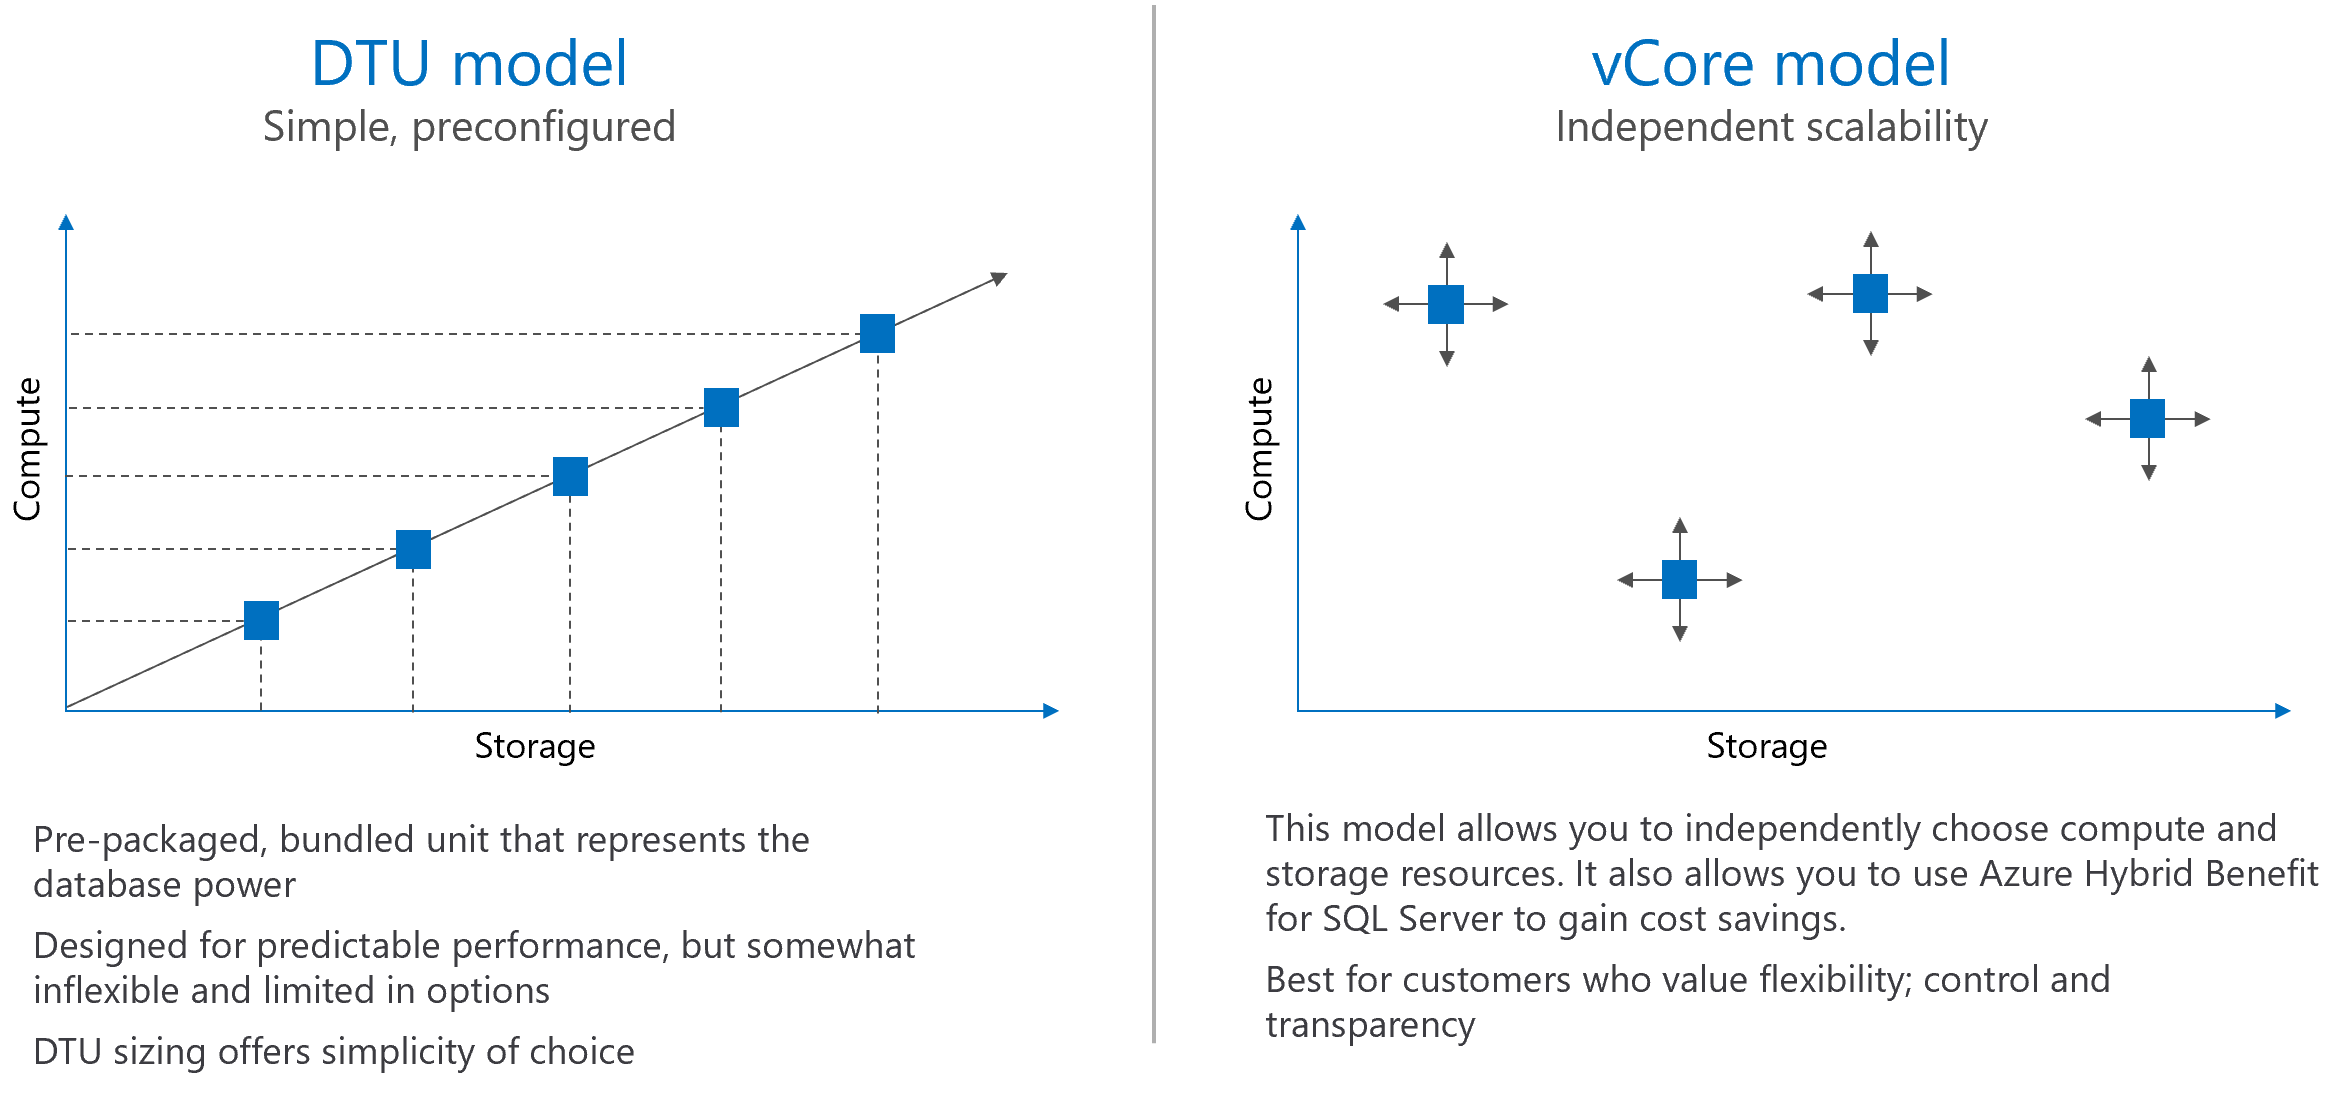 DTU model
Simple, preconfigured
Compute
Storage
Pre-packaged, bundled unit that represents the
database power
Designed for predictable performance, but somewhat
inflexible and limited in options
DTU sizing offers simplicity of choice
vCore model
Independent scalability
Compute
Storage
This model allows you to independently choose compute and
storage resources. It also allows you to use Azure Hybrid Benefit
for SQL Server to gain cost savings.
Best for customers who value flexibility; control and
transparency